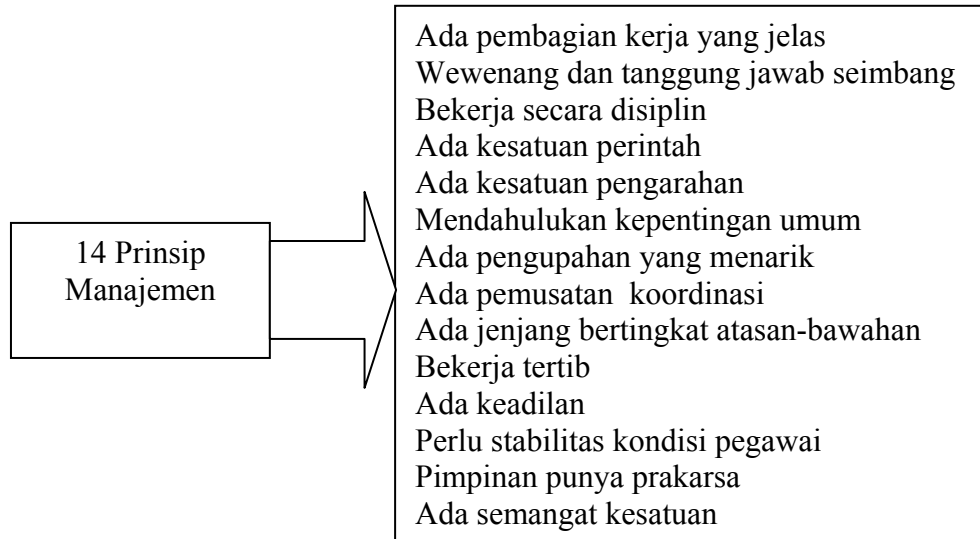 14 Prinsip
Manajemen
Ada pembagian kerja yang jelas
Wewenang dan tanggung jawab seimbang
Bekerja secara disiplin
Ada kesatuan perintah
Ada kesatuan pengarahan
Mendahulukan kepentingan umum
Ada pengupahan yang menarik
Ada pemusatan  koordinasi
Ada jenjang bertingkat atasan-bawahan
Bekerja tertib
Ada keadilan
Perlu stabilitas kondisi pegawai
Pimpinan punya prakarsa
Ada semangat kesatuan